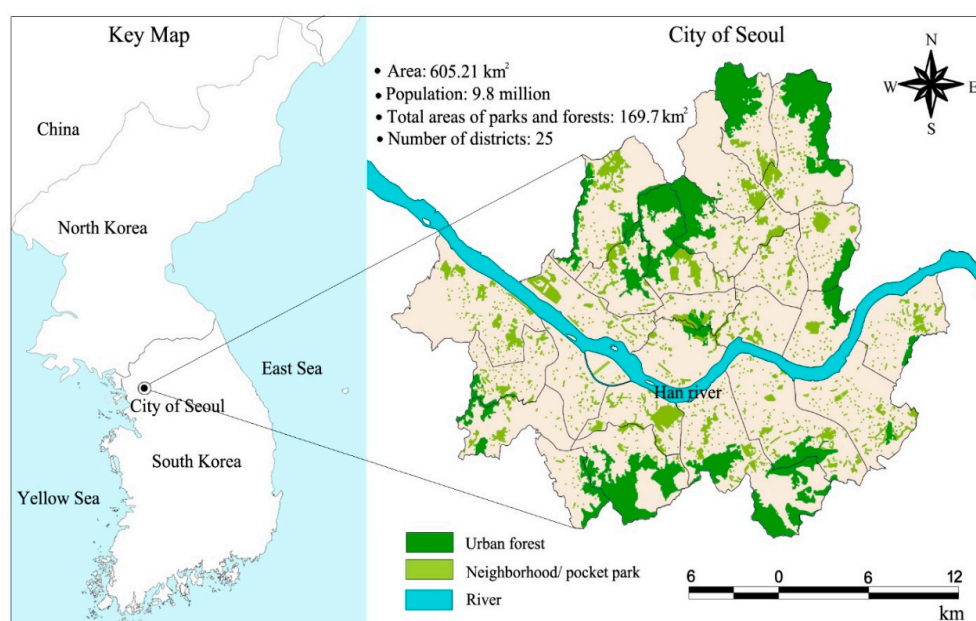 Key Map
China
North Korea
City of Seoul
South Korea
East Sea
Yellow Sea
City of Seoul
• Area: 605.21 km²
• Population: 9.8 million
• Total areas of parks and forests: 169.7 km²
• Number of districts: 25
N
W E
S
Han river
Urban forest
Neighborhood/ pocket park
River
6 0 6 12
km